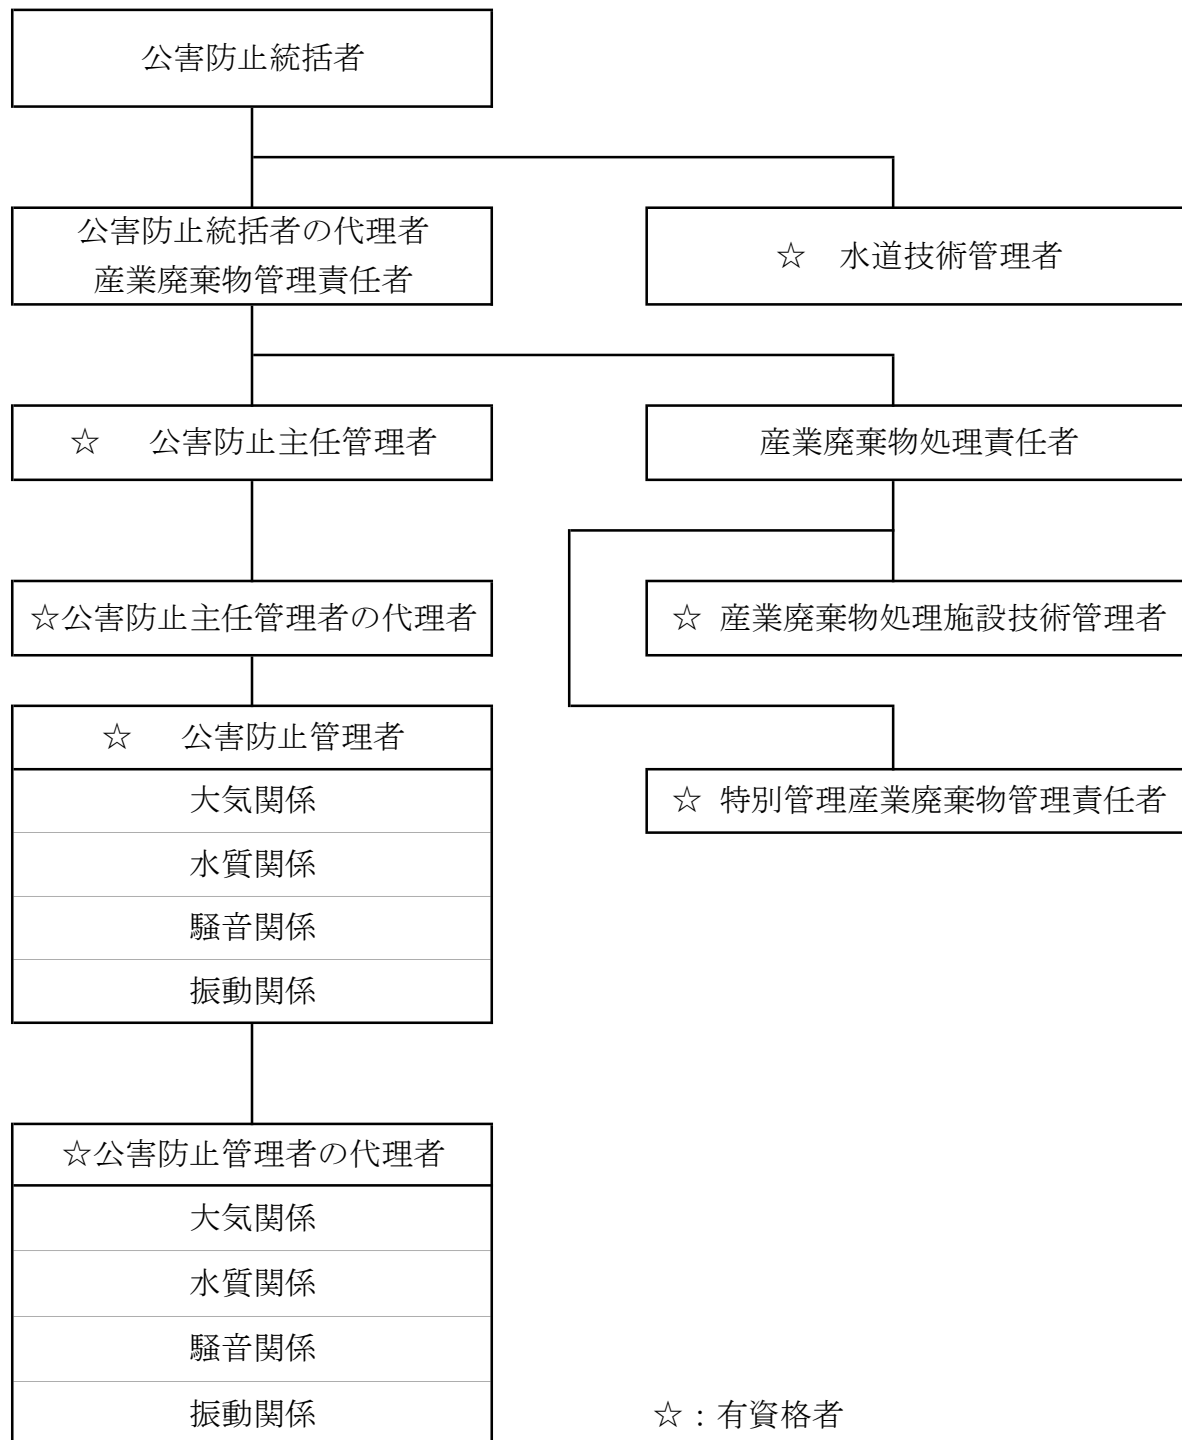 公害防止統括者
公害防止統括者の代理者
産業廃棄物管理責任者
☆　水道技術管理者
☆　公害防止主任管理者
産業廃棄物処理責任者
☆公害防止主任管理者の代理者
☆ 産業廃棄物処理施設技術管理者
☆　公害防止管理者
大気関係
水質関係
騒音関係
振動関係
☆ 特別管理産業廃棄物管理責任者
☆公害防止管理者の代理者
大気関係
水質関係
騒音関係
振動関係
☆：有資格者